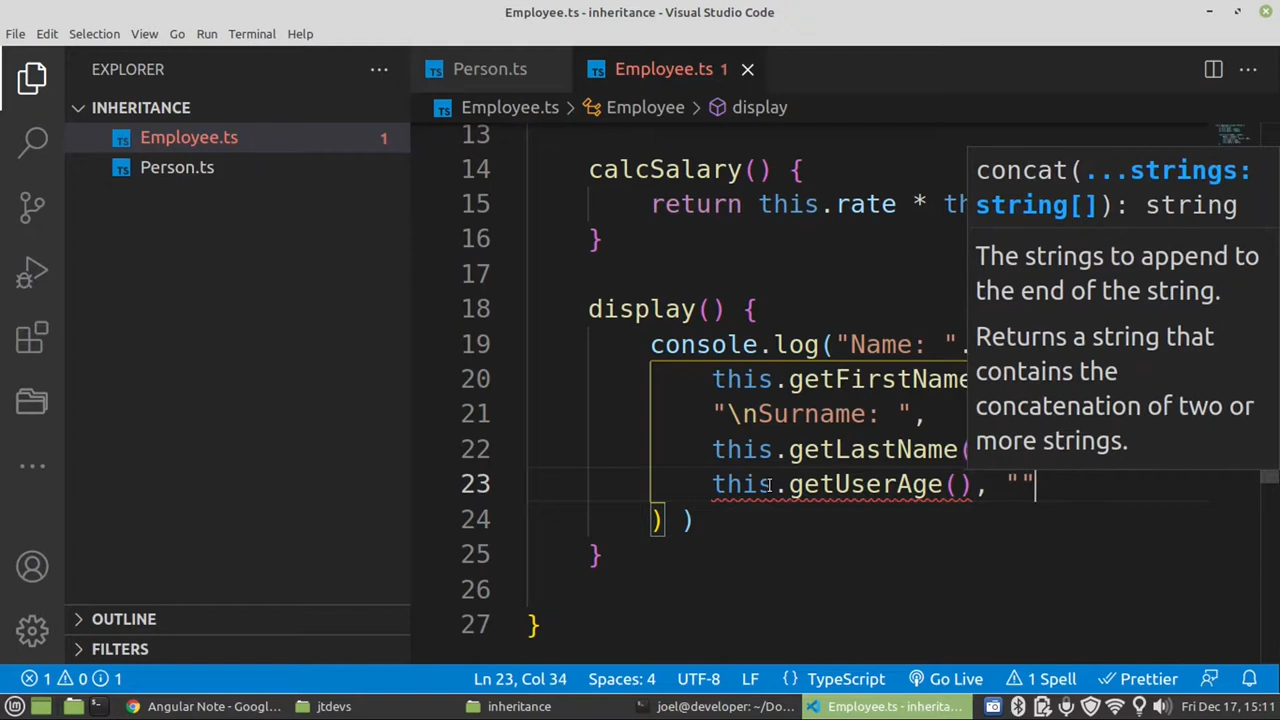 Employee.ts - inheritance - Visual Studio Code
File Edit Selection View Go Run Terminal Help
EXPLORER
INHERITANCE
Employee.ts 1
Person.ts
OUTLINE
FILTERS
Person.ts Employee.ts 1
Employee.ts > Employee > display
13
14 calcSalary() {
15 return this.rate * th
16 }
17
18 display() {
19 console.log("Name: ".
20 this.getFirstName
21 "\nSurname: ",
22 this.getLastName(
23 this.getUserAge(), ""
24 ) )
25 }
26
27 }
concat(...strings:
string[]): string
The strings to append to
the end of the string.
Returns a string that
contains the
concatenation of two or
more strings.
1 0 1 Ln 23, Col 34 Spaces: 4 UTF-8 LF { } TypeScript Go Live 1 Spell Prettier
Angular Note - Googl... jtdevs inheritance joel@developer: ~/Do... Employee.ts - inherita... Fri Dec 17, 15:11